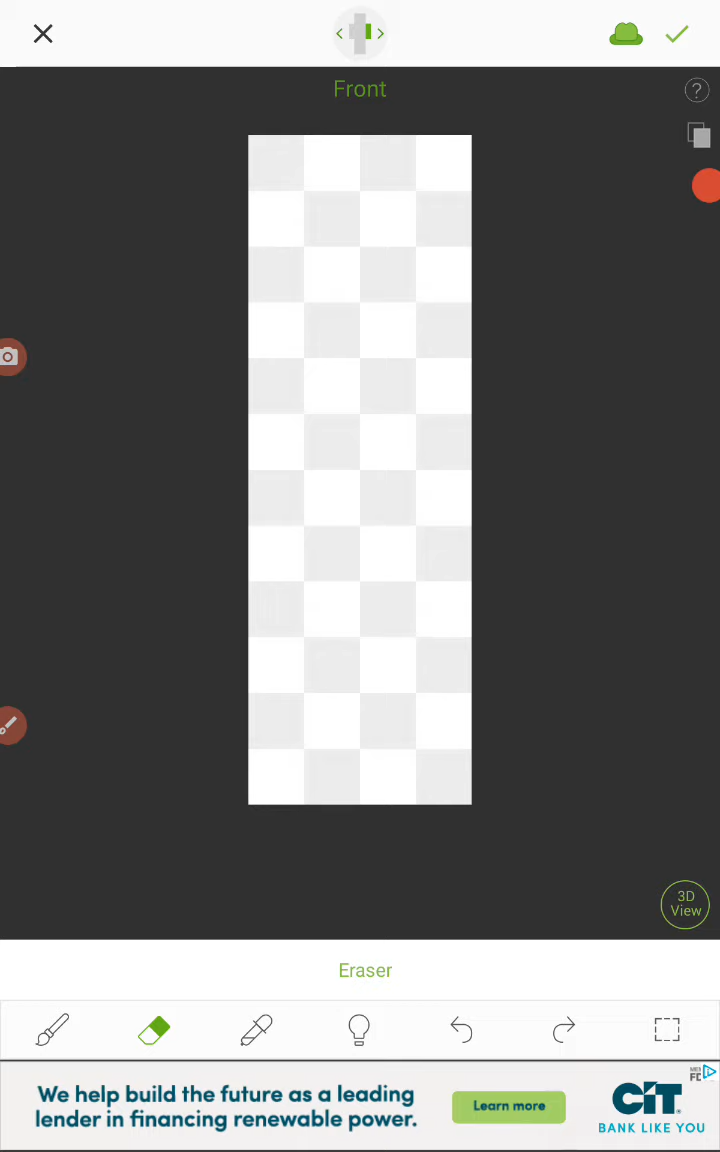 Front
?
3D
View
Eraser
We help build the future as a leading
lender in financing renewable power.
Learn more
CIT
BANK LIKE YOU